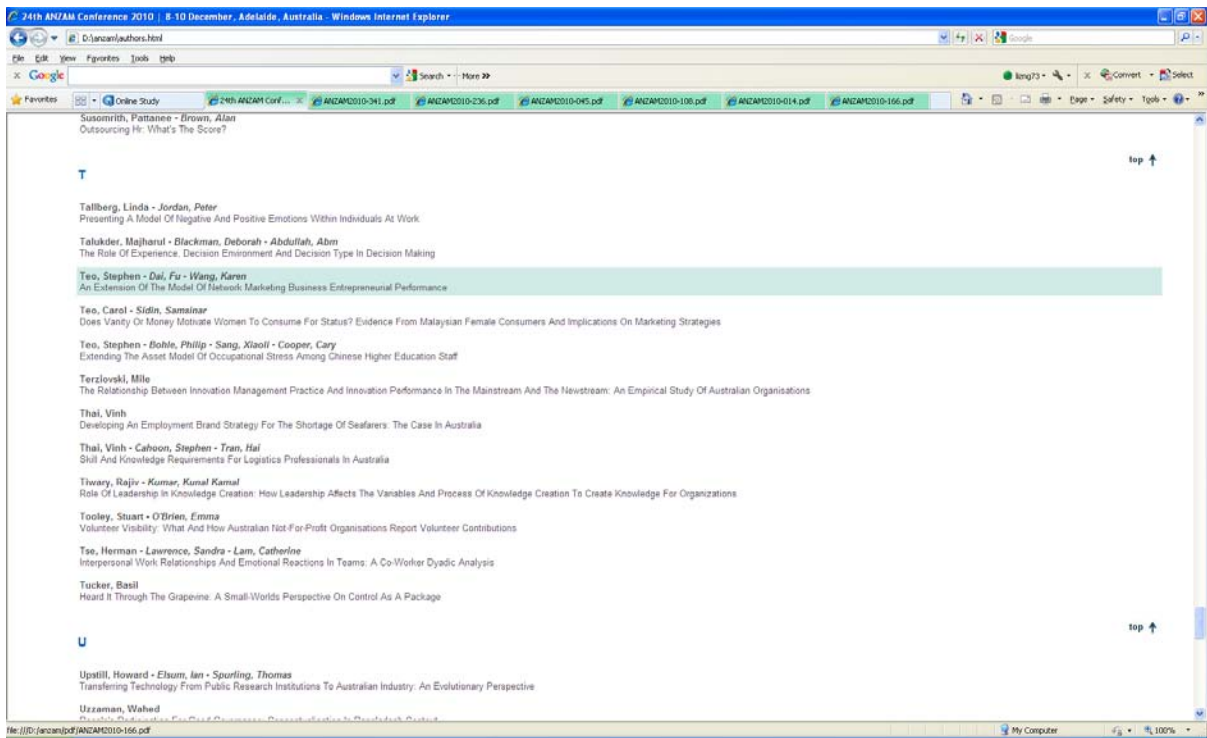 24th ANZAM Conference 2010 | 8-10 December, Adelaide, Australia - Windows Internet Explorer
D:\anzam\authors.html
Google
File Edit View Favorites Tools Help
x Google Search More »
kmg73 x Convert Select
Favorites Online Study 24th ANZAM Conf... x ANZAM2010-341.pdf ANZAM2010-236.pdf ANZAM2010-045.pdf ANZAM2010-108.pdf ANZAM2010-014.pdf ANZAM2010-166.pdf Page Safety Tools »
Susomrith, Pattanee - Brown, Alan
Outsourcing Hr: What's The Score?
top
T
Tallberg, Linda - Jordan, Peter
Presenting A Model Of Negative And Positive Emotions Within Individuals At Work
Talukder, Majharul - Blackman, Deborah - Abdullah, Abm
The Role Of Experience, Decision Environment And Decision Type In Decision Making
Teo, Stephen - Dai, Fu - Wang, Karen
An Extension Of The Model Of Network Marketing Business Entrepreneurial Performance
Teo, Carol - Sidin, Samsinar
Does Vanity Or Money Motivate Women To Consume For Status? Evidence From Malaysian Female Consumers And Implications On Marketing Strategies
Teo, Stephen - Bohle, Philip - Sang, Xiaoli - Cooper, Cary
Extending The Asset Model Of Occupational Stress Among Chinese Higher Education Staff
Terziovski, Mile
The Relationship Between Innovation Management Practice And Innovation Performance In The Mainstream And The Newstream: An Empirical Study Of Australian Organisations
Thai, Vinh
Developing An Employment Brand Strategy For The Shortage Of Seafarers: The Case In Australia
Thai, Vinh - Cahoon, Stephen - Tran, Hai
Skill And Knowledge Requirements For Logistics Professionals In Australia
Tiwary, Rajiv - Kumar, Kunal Kamal
Role Of Leadership In Knowledge Creation: How Leadership Affects The Variables And Process Of Knowledge Creation To Create Knowledge For Organizations
Tooley, Stuart - O'Brien, Emma
Volunteer Visibility: What And How Australian Not-For-Profit Organisations Report Volunteer Contributions
Tse, Herman - Lawrence, Sandra - Lam, Catherine
Interpersonal Work Relationships And Emotional Reactions In Teams: A Co-Worker Dyadic Analysis
Tucker, Basil
Heard It Through The Grapevine: A Small-Worlds Perspective On Control As A Package
top
U
Upstill, Howard - Elsum, Ian - Spurling, Thomas
Transferring Technology From Public Research Institutions To Australian Industry: An Evolutionary Perspective
Uzzaman, Wahed
file:///D:/anzam/pdf/ANZAM2010-166.pdf
My Computer
100%